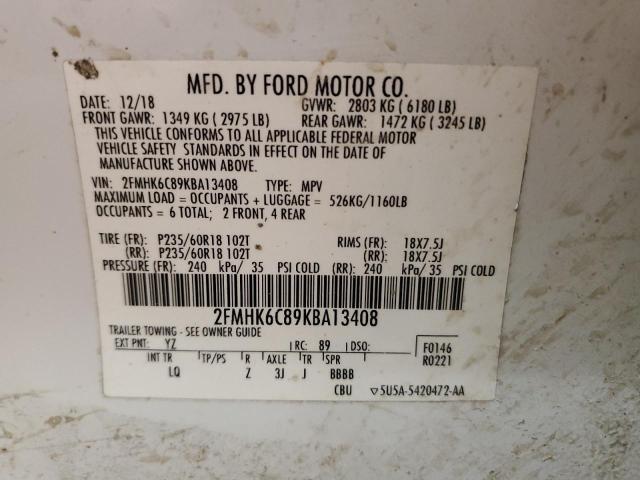 MFD. BY FORD MOTOR CO.
DATE: 12/18 GVWR: 2803 KG ( 6180 LB)
FRONT GAWR: 1349 KG ( 2975 LB) REAR GAWR: 1472 KG ( 3245 LB)
THIS VEHICLE CONFORMS TO ALL APPLICABLE FEDERAL MOTOR
VEHICLE SAFETY STANDARDS IN EFFECT ON THE DATE OF
MANUFACTURE SHOWN ABOVE.
VIN: 2FMHK6C89KBA13408 TYPE: MPV
MAXIMUM LOAD = OCCUPANTS + LUGGAGE = 526KG/1160LB
OCCUPANTS = 6 TOTAL; 2 FRONT, 4 REAR
TIRE (FR): P235/60R18 102T RIMS (FR): 18X7.5J
(RR): P235/60R18 102T (RR): 18X7.5J
PRESSURE (FR): 240 kPa/ 35 PSI COLD (RR): 240 kPa/ 35 PSI COLD
2FMHK6C89KBA13408
TRAILER TOWING - SEE OWNER GUIDE
EXT PNT: YZ RC: 89 DSO: F0146
INT TR TP/PS R AXLE TR SPR R0221
LQ Z 3J J BBBB
CBU ▽5U5A-5420472-AA